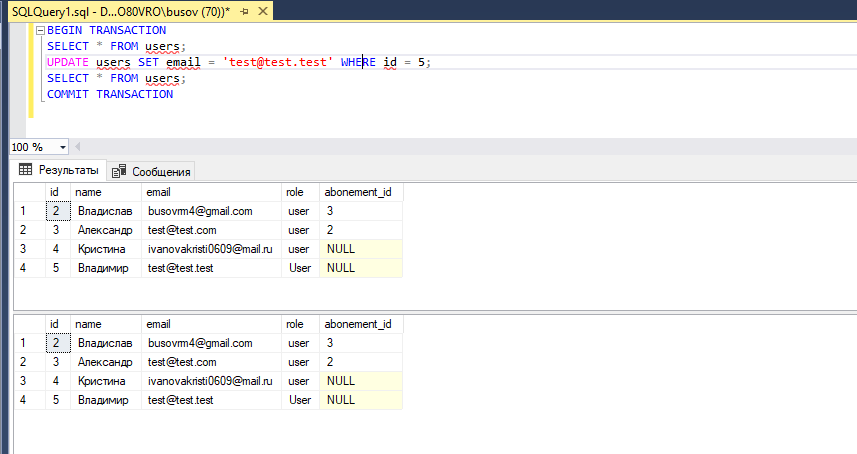 SQLQuery1.sql - D...O80VRO\busov (70))*
BEGIN TRANSACTION
SELECT * FROM users;
UPDATE users SET email = 'test@test.test' WHERE id = 5;
SELECT * FROM users;
COMMIT TRANSACTION
100 %
Результаты Сообщения
id name email role abonement_id
1 2 Владислав busovrm4@gmail.com user 3
2 3 Александр test@test.com user 2
3 4 Кристина ivanovakristi0609@mail.ru user NULL
4 5 Владимир test@test.test User NULL
id name email role abonement_id
1 2 Владислав busovrm4@gmail.com user 3
2 3 Александр test@test.com user 2
3 4 Кристина ivanovakristi0609@mail.ru user NULL
4 5 Владимир test@test.test User NULL